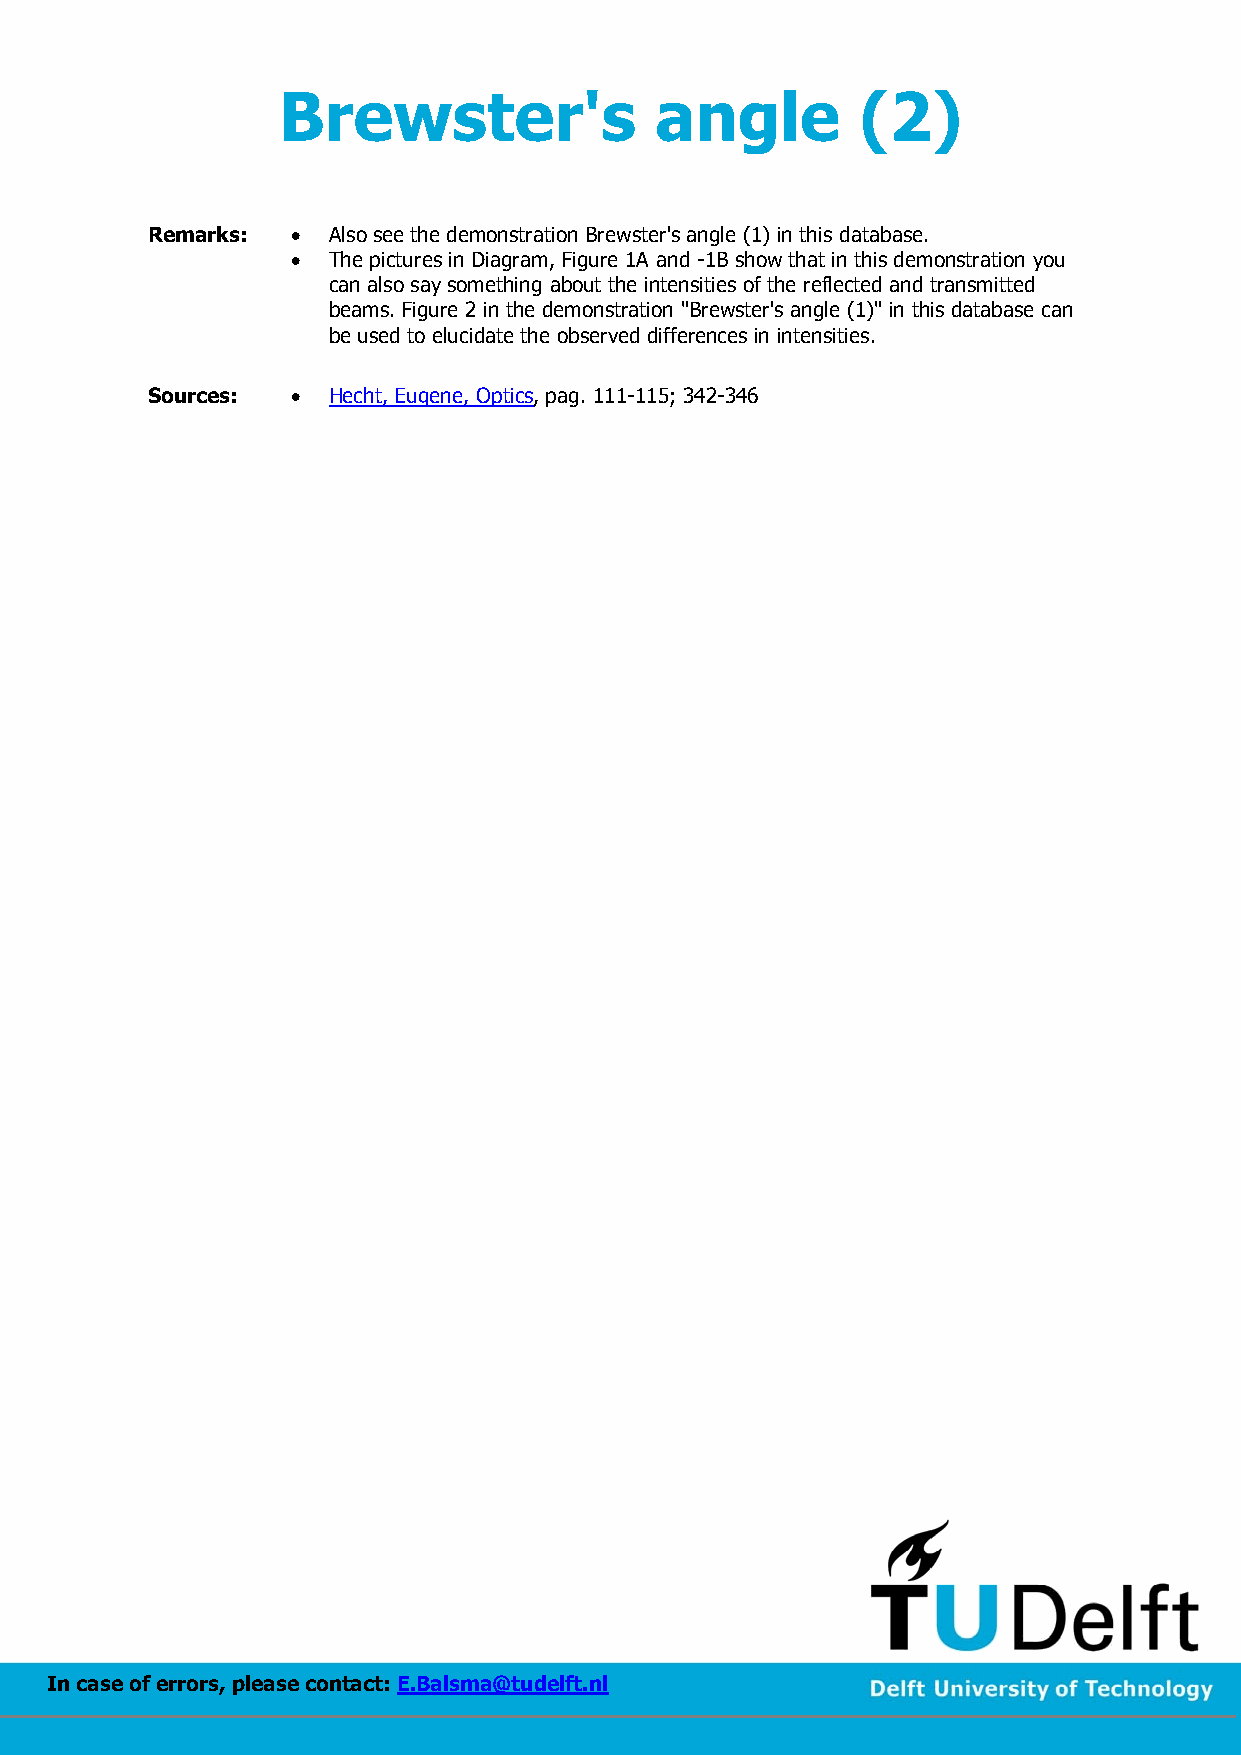 Brewster's angle (2)
Remarks: • Also see the demonstration Brewster's angle (1) in this database.
• The pictures in Diagram, Figure 1A and -1B show that in this demonstration you
can also say something about the intensities of the reflected and transmitted
beams. Figure 2 in the demonstration "Brewster's angle (1)" in this database can
be used to elucidate the observed differences in intensities.
Sources: • Hecht, Eugene, Optics, pag. 111-115; 342-346
TUDelft
In case of errors, please contact: E.Balsma@tudelft.nl
Delft University of Technology